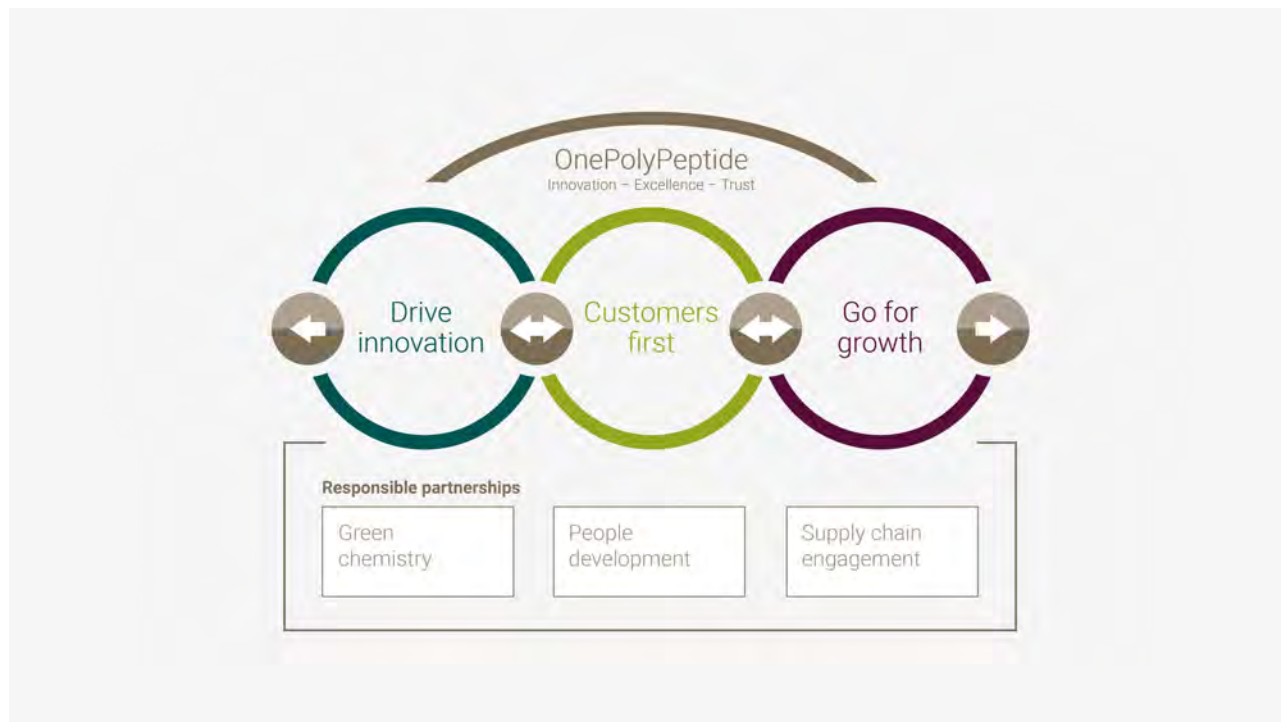 OnePolyPeptide
Innovation – Excellence – Trust
Drive
innovation
Customers
first
Go for
growth
Responsible partnerships
Green
chemistry
People
development
Supply chain
engagement